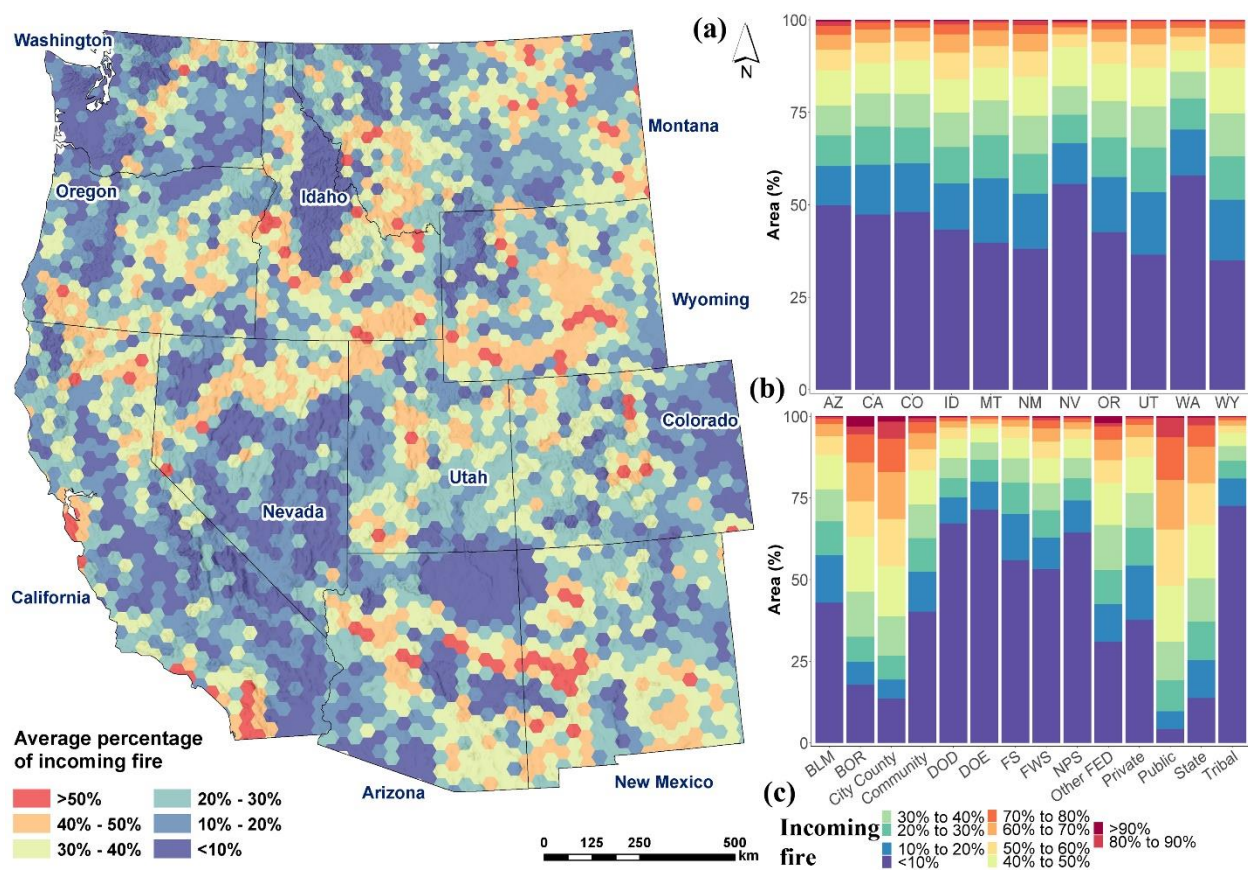 (a)
N
Washington
Montana
Oregon
Idaho
Wyoming
Colorado
Utah
Nevada
California
Arizona
New Mexico
Average percentage
of incoming fire
>50%
40% - 50%
30% - 40%
20% - 30%
10% - 20%
<10%
0 125 250 500
km
(b)
Area (%)
100
75
50
25
0
AZ CA CO ID MT NM NV OR UT WA WY
(c)
Area (%)
100
75
50
25
0
BLM BOR City County Community DOD DOE FS FWS NPS Other FED Private Public State Tribal
Incoming
fire
30% to 40%
20% to 30%
10% to 20%
<10%
70% to 80%
60% to 70%
50% to 60%
40% to 50%
>90%
80% to 90%